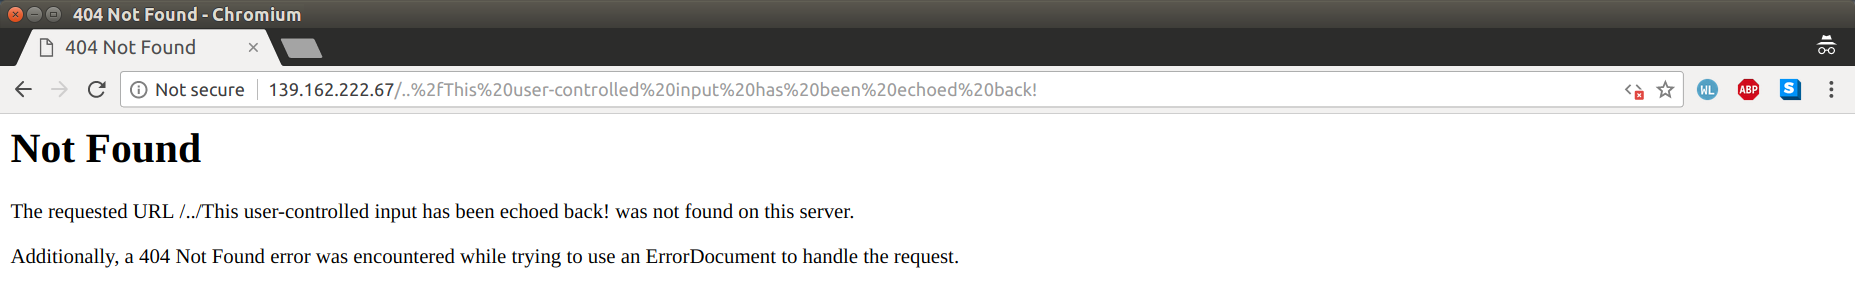 404 Not Found - Chromium
404 Not Found
Not secure 139.162.222.67/..%2fThis%20user-controlled%20input%20has%20been%20echoed%20back! WL ABP S
Not Found
The requested URL /../This user-controlled input has been echoed back! was not found on this server.
Additionally, a 404 Not Found error was encountered while trying to use an ErrorDocument to handle the request.